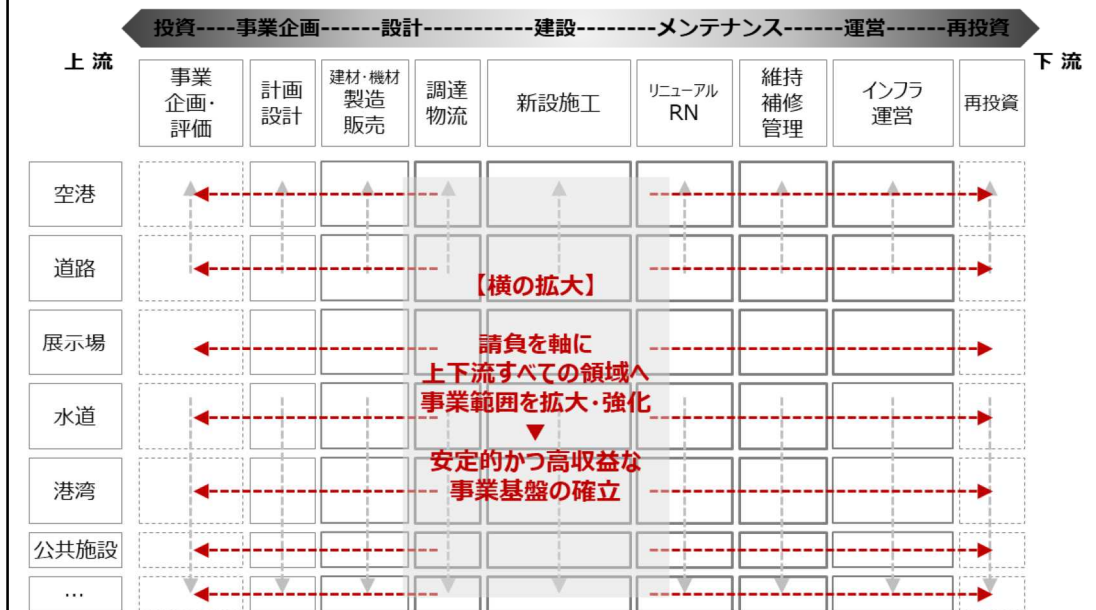 投資----事業企画------設計------------建設--------メンテナンス------運営------再投資
上 流
下 流
事業
企画・
評価
計画
設計
建材・機材
製造
販売
調達
物流
新設施工
リニューアル
RN
維持
補修
管理
インフラ
運営
再投資
空港
道路
展示場
水道
港湾
公共施設
…
【横の拡大】
請負を軸に
上下流すべての領域へ
事業範囲を拡大・強化
▼
安定的かつ高収益な
事業基盤の確立